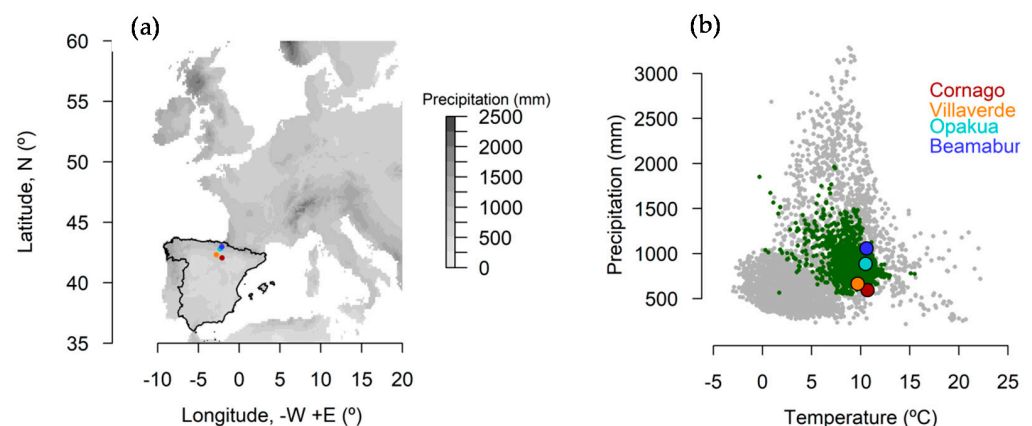 (a)
60
55
50
45
40
35
Latitude, N (º)
-10 -5 0 5 10 15 20
Longitude, -W +E (º)
Precipitation (mm)
2500
2000
1500
1000
500
0
(b)
3000
2500
2000
1500
1000
500
Precipitation (mm)
-5 0 5 10 15 20 25
Temperature (ºC)
Cornago
Villaverde
Opakua
Beamabur